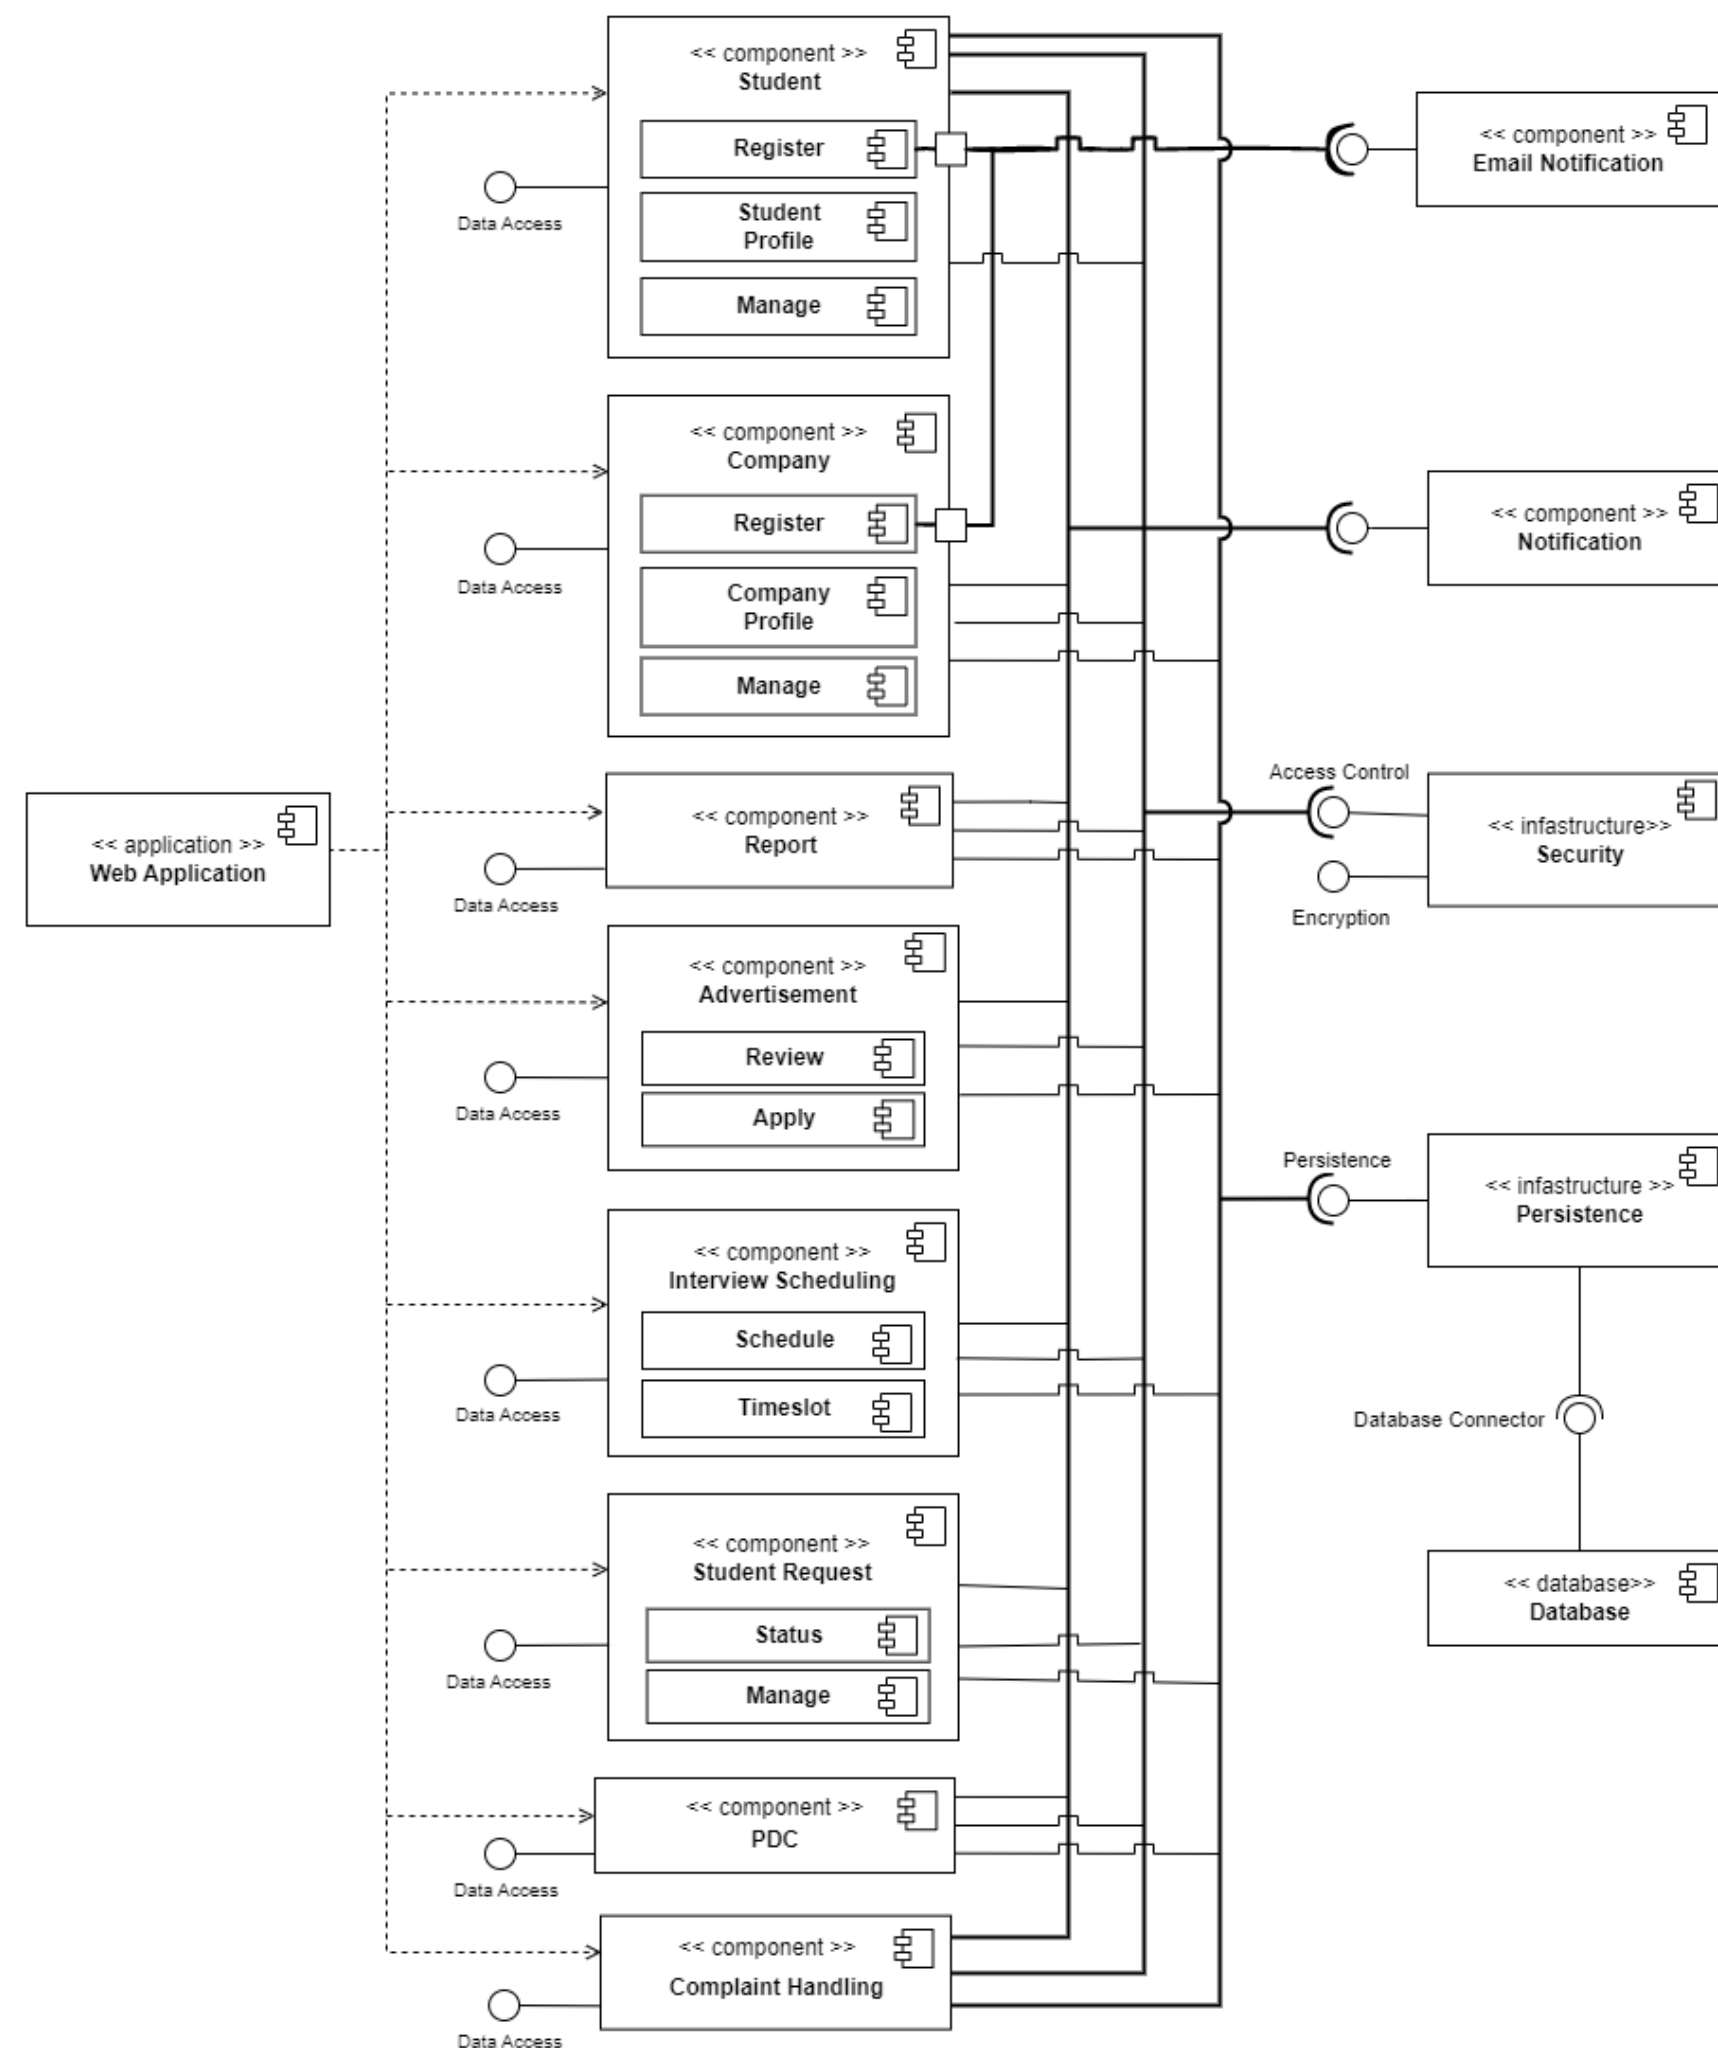 << component >>
Student
Register
Student
Profile
Manage
Data Access
<< component >>
Email Notification
<< component >>
Company
Register
Company
Profile
Manage
Data Access
<< component >>
Notification
<< application >>
Web Application
<< component >>
Report
Data Access
Access Control
<< infastructure>>
Security
Encryption
<< component >>
Advertisement
Review
Apply
Data Access
Persistence
<< infastructure >>
Persistence
<< component >>
Interview Scheduling
Schedule
Timeslot
Data Access
Database Connector
<< component >>
Student Request
Status
Manage
Data Access
<< database>>
Database
<< component >>
PDC
Data Access
<< component >>
Complaint Handling
Data Access